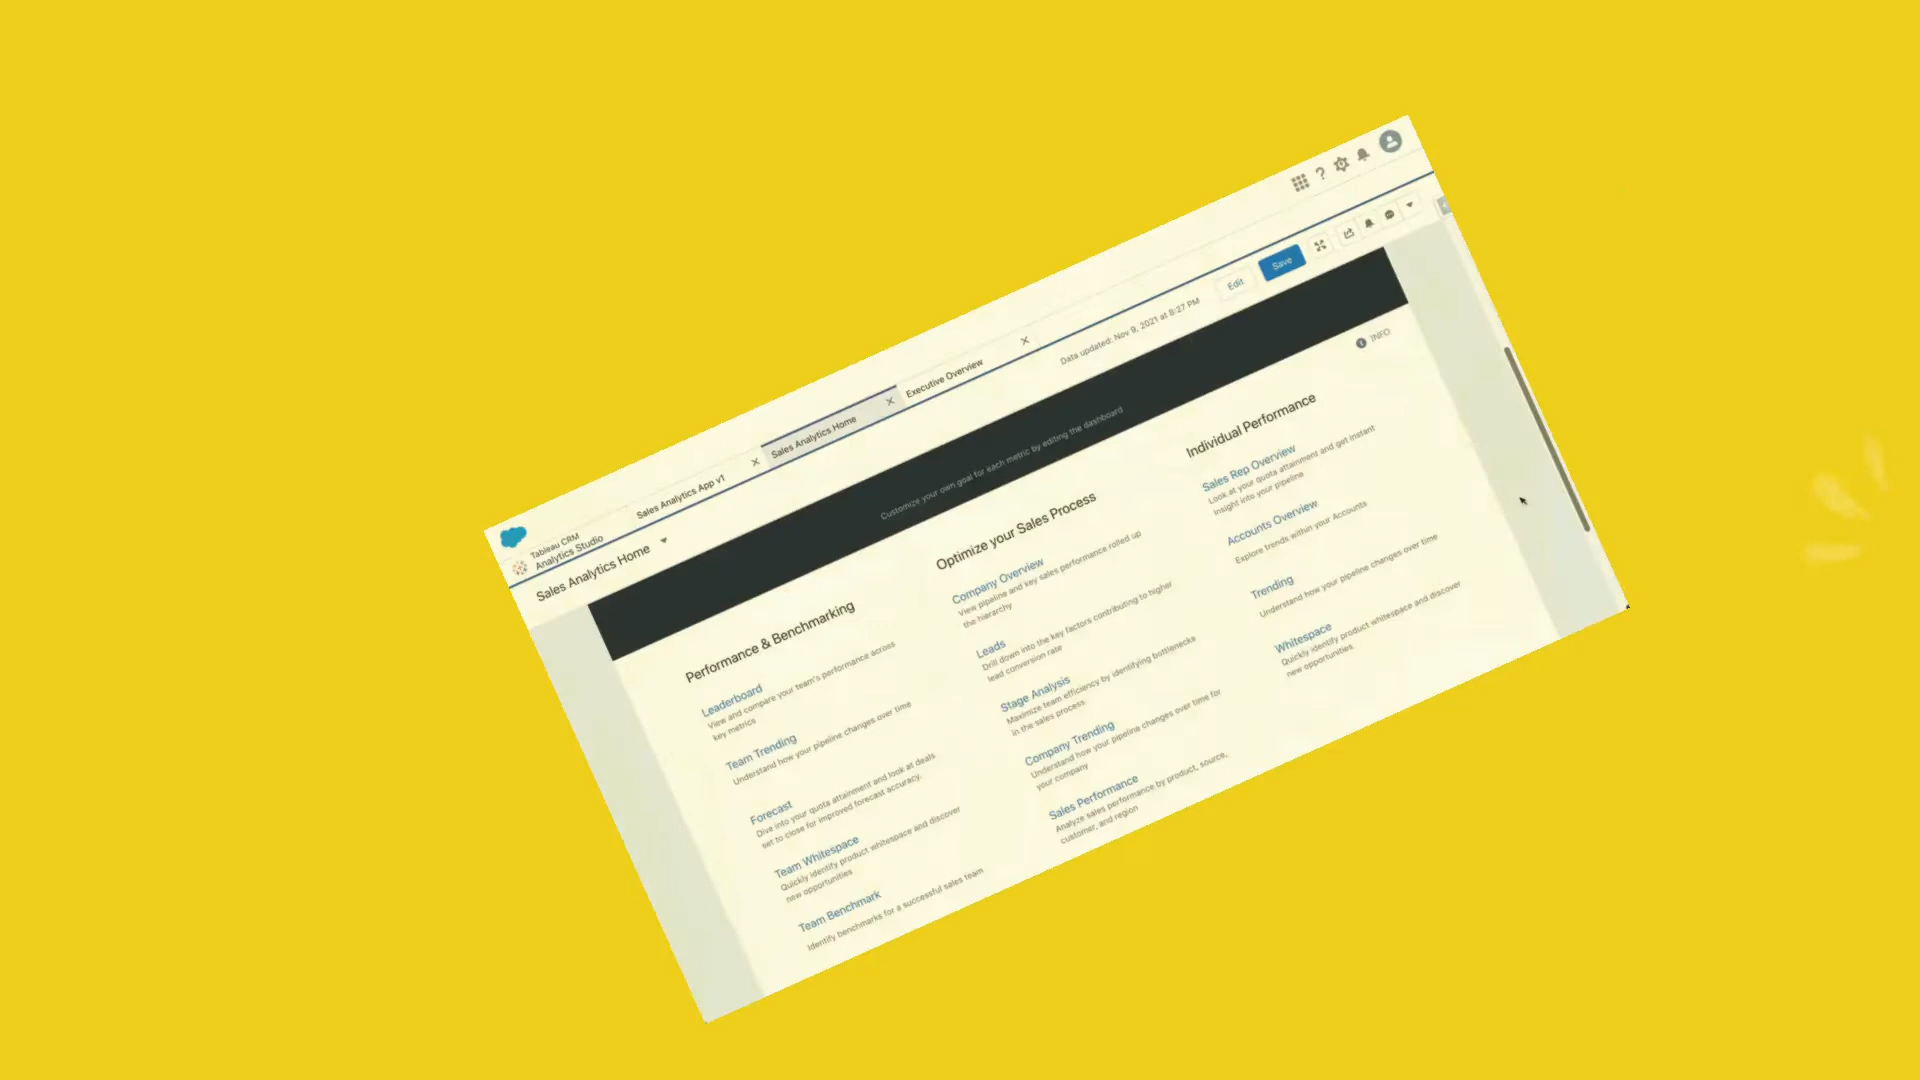 Tableau CRM
Analytics Studio
Sales Analytics App v1
Sales Analytics Home
Executive Overview
Sales Analytics Home
Data updated: Nov 9, 2021 at 8:27 PM
Edit
Save
Customize your own goal for each metric by editing the dashboard
INFO
Performance & Benchmarking
Leaderboard
View and compare your team's performance across
key metrics
Team Trending
Understand how your pipeline changes over time
Forecast
Dive into your quota attainment and look at deals
set to close for improved forecast accuracy.
Team Whitespace
Quickly identify product whitespace and discover
new opportunities
Team Benchmark
Identify benchmarks for a successful sales team
Optimize your Sales Process
Company Overview
View pipeline and key sales performance rolled up
the hierarchy
Leads
Drill down into the key factors contributing to higher
lead conversion rate
Stage Analysis
Maximize team efficiency by identifying bottlenecks
in the sales process
Company Trending
Understand how your pipeline changes over time for
your company
Sales Performance
Analyze sales performance by product, source,
customer, and region
Individual Performance
Sales Rep Overview
Look at your quota attainment and get instant
insight into your pipeline
Accounts Overview
Explore trends within your Accounts
Trending
Understand how your pipeline changes over time
Whitespace
Quickly identify product whitespace and discover
new opportunities.